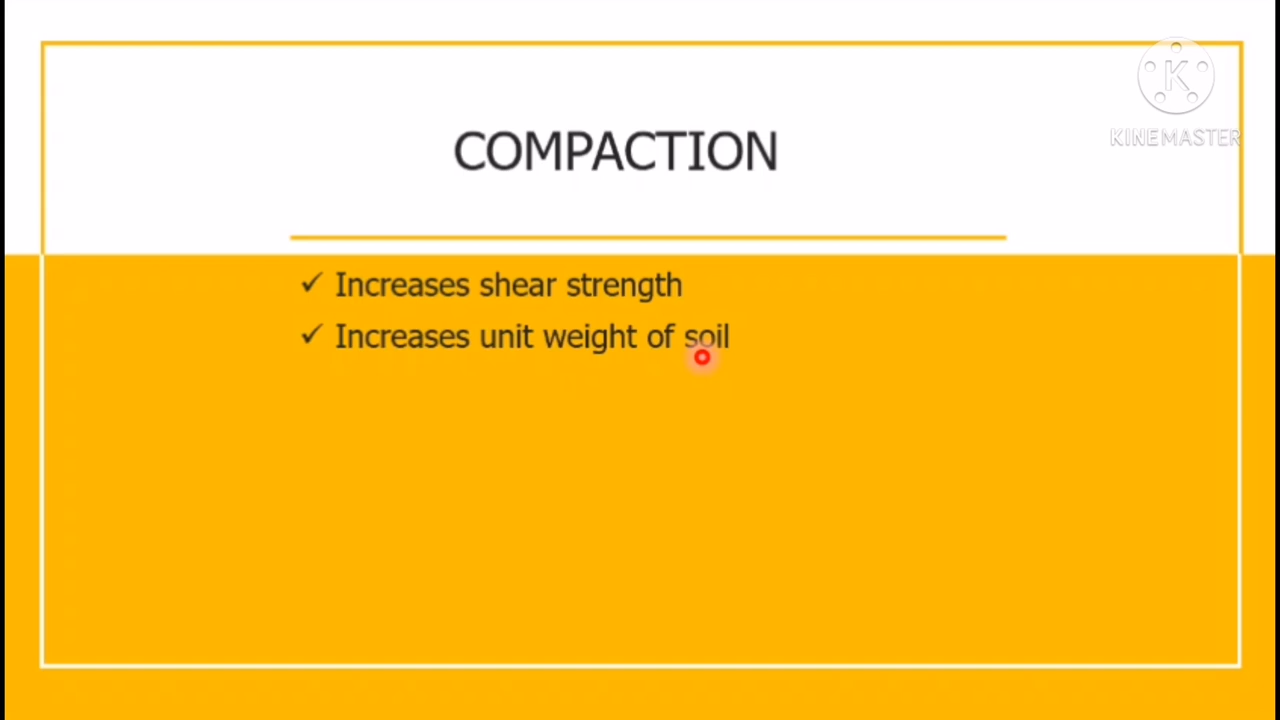 K
KINEMASTER
COMPACTION
✓ Increases shear strength
✓ Increases unit weight of soil